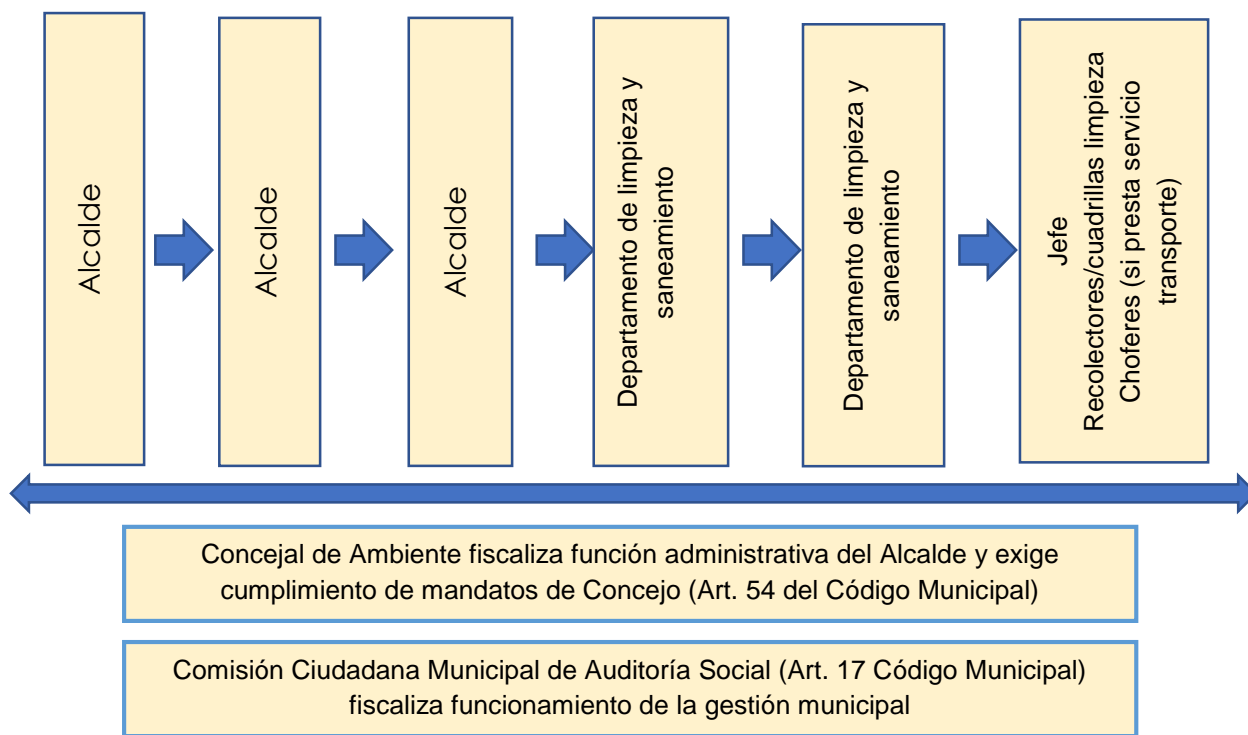 Alcalde
Alcalde
Alcalde
Departamento de limpieza y
saneamiento
Departamento de limpieza y
saneamiento
Jefe
Recolectores/cuadrillas limpieza
Choferes (si presta servicio
transporte)
Concejal de Ambiente fiscaliza función administrativa del Alcalde y exige
cumplimiento de mandatos de Concejo (Art. 54 del Código Municipal)
Comisión Ciudadana Municipal de Auditoría Social (Art. 17 Código Municipal)
fiscaliza funcionamiento de la gestión municipal